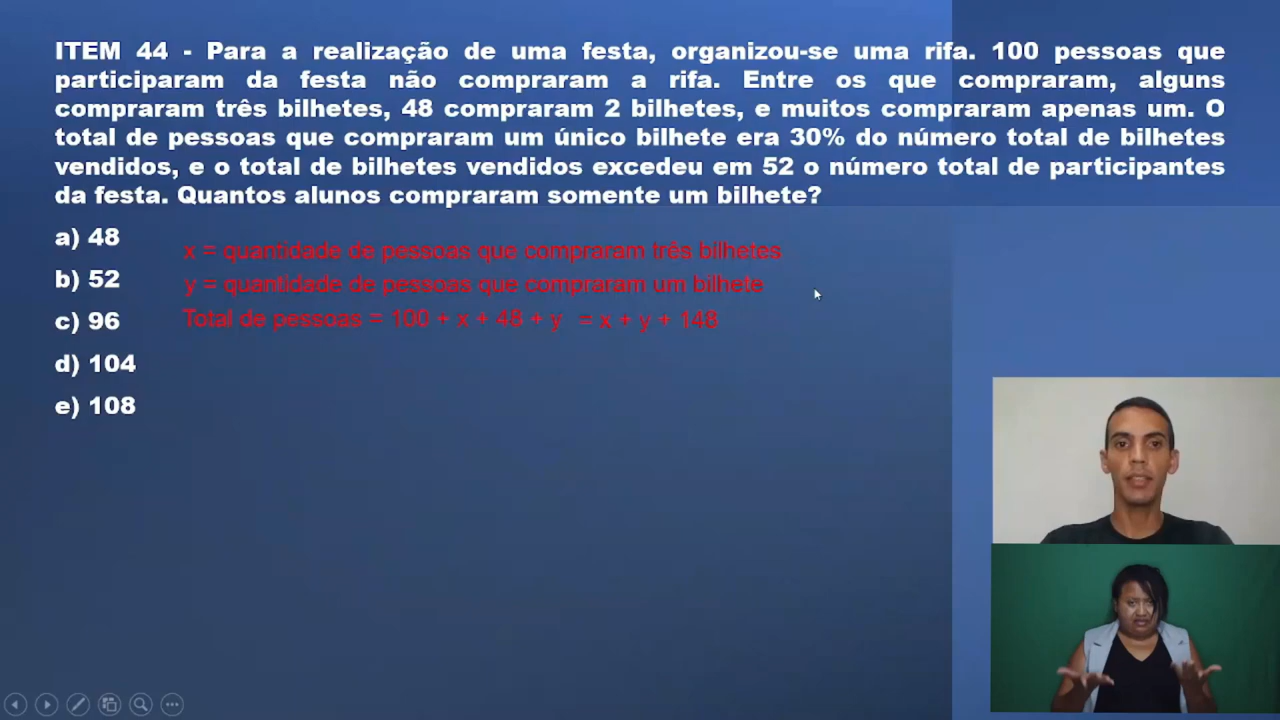 ITEM 44 - Para a realização de uma festa, organizou-se uma rifa. 100 pessoas que
participaram da festa não compraram a rifa. Entre os que compraram, alguns
compraram três bilhetes, 48 compraram 2 bilhetes, e muitos compraram apenas um. O
total de pessoas que compraram um único bilhete era 30% do número total de bilhetes
vendidos, e o total de bilhetes vendidos excedeu em 52 o número total de participantes
da festa. Quantos alunos compraram somente um bilhete?
a) 48
x = quantidade de pessoas que compraram três bilhetes
b) 52
y = quantidade de pessoas que compraram um bilhete
c) 96
Total de pessoas = 100 + x + 48 + y = x + y + 148
d) 104
e) 108